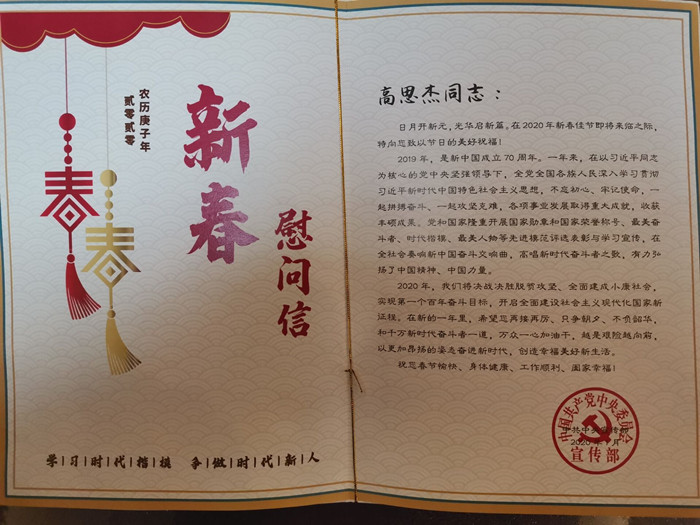 农历庚子年
贰零贰零
新春
慰问信
春
春
学习时代楷模 争做时代新人
高思杰同志：
日月开新元，光华启新篇。在2020年新春佳节即将来临之际，
特向您致以节日的美好祝福！
2019年，是新中国成立70周年。一年来，在以习近平同志
为核心的党中央坚强领导下，全党全国各族人民深入学习贯彻
习近平新时代中国特色社会主义思想，不忘初心、牢记使命，一
起拼搏奋斗、一起攻坚克难，各项事业发展取得重大成就，收获
丰硕成果。党和国家隆重开展国家勋章和国家荣誉称号、最美奋
斗者、时代楷模、最美人物等先进模范评选表彰与学习宣传，在
全社会奏响新中国奋斗交响曲，高唱新时代奋斗者之歌，有力弘
扬了中国精神、中国力量。
2020年，我们将决战决胜脱贫攻坚、全面建成小康社会，
实现第一个百年奋斗目标，开启全面建设社会主义现代化国家新
征程。在新的一年里，希望您再接再厉、只争朝夕、不负韶华，
和千万新时代奋斗者一道，万众一心加油干，越是艰险越向前，
以更加昂扬的姿态奋进新时代，创造幸福美好新生活。
祝您春节愉快、身体健康、工作顺利、阖家幸福！
中共中央宣传部
2020年1月
中国共产党中央委员会
宣传部